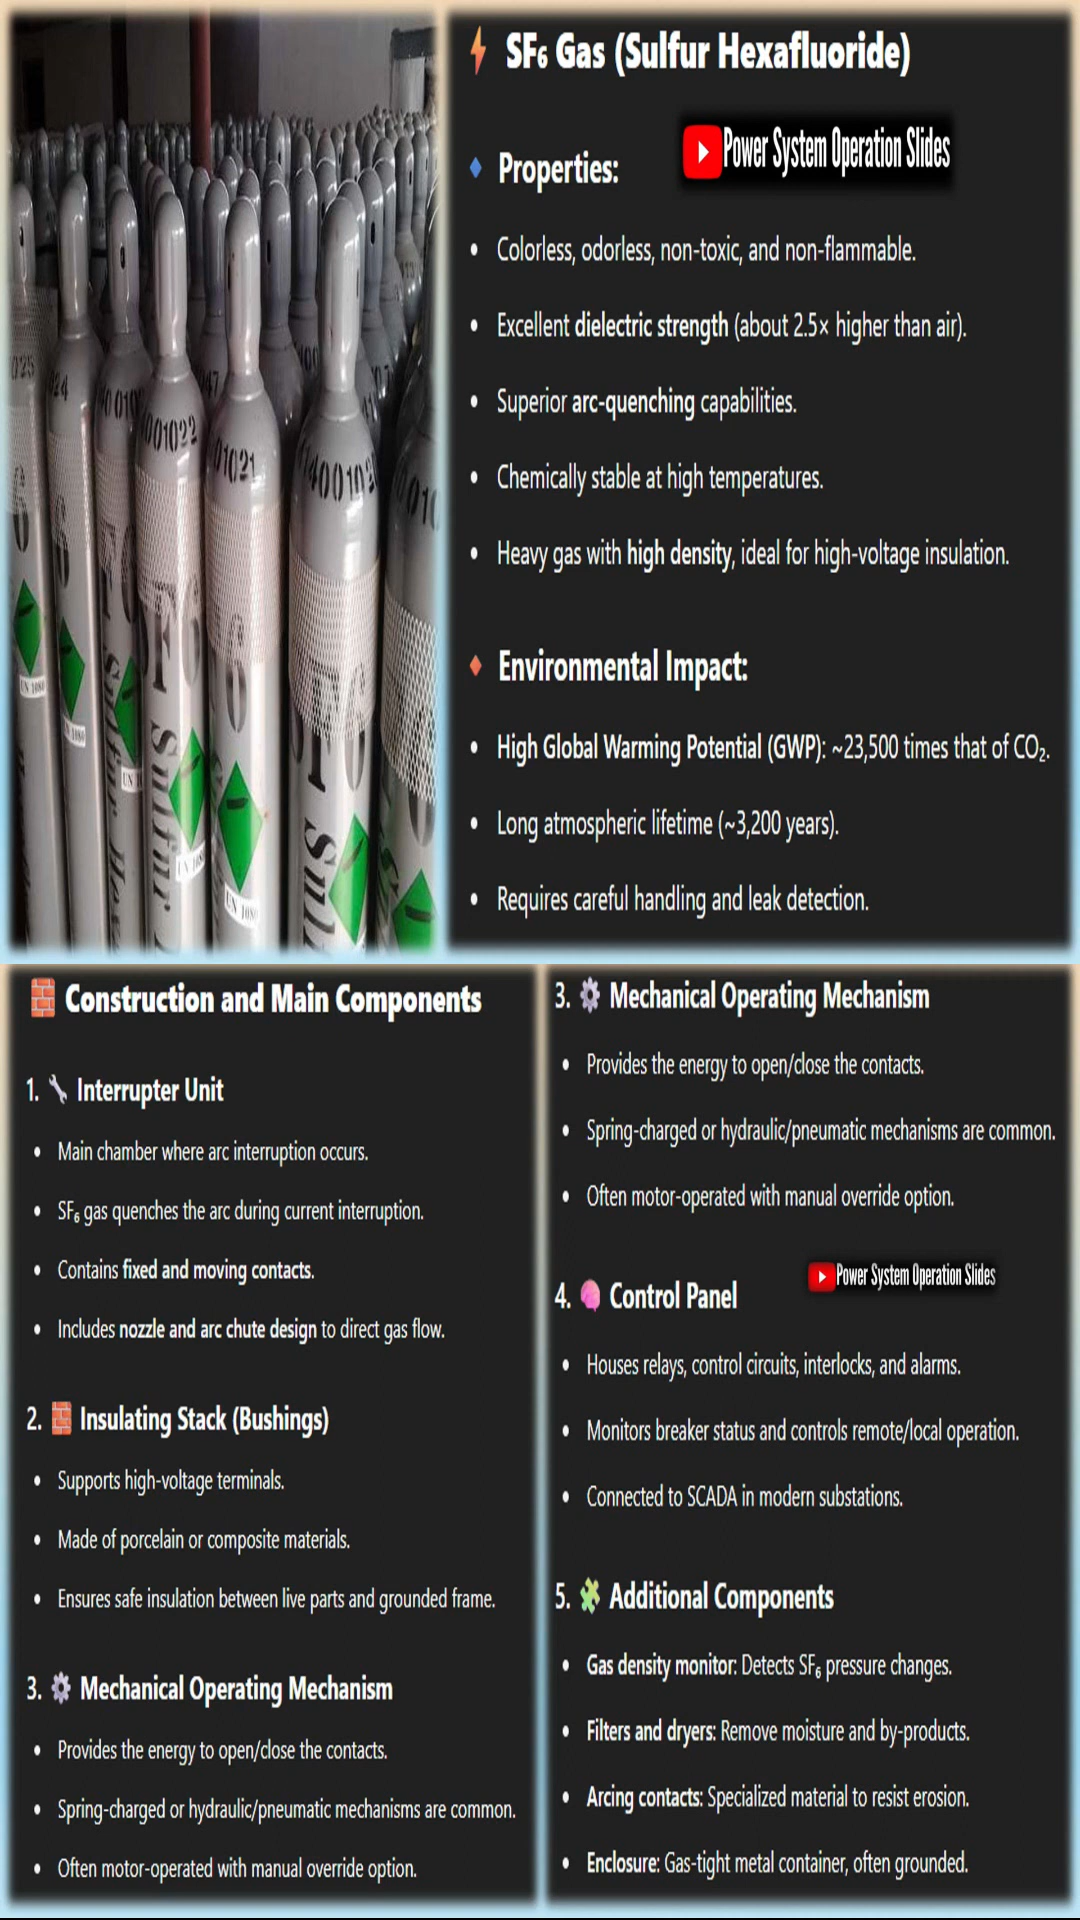 ⚡ SF₆ Gas (Sulfur Hexafluoride)
Power System Operation Slides
🔹 Properties:
• Colorless, odorless, non-toxic, and non-flammable.
• Excellent dielectric strength (about 2.5× higher than air).
• Superior arc-quenching capabilities.
• Chemically stable at high temperatures.
• Heavy gas with high density, ideal for high-voltage insulation.
🔸 Environmental Impact:
• High Global Warming Potential (GWP): ~23,500 times that of CO₂.
• Long atmospheric lifetime (~3,200 years).
• Requires careful handling and leak detection.
001022
01021
Sulfur
UN 1080
🧱 Construction and Main Components
1. 🔧 Interrupter Unit
• Main chamber where arc interruption occurs.
• SF₆ gas quenches the arc during current interruption.
• Contains fixed and moving contacts.
• Includes nozzle and arc chute design to direct gas flow.
2. 🧱 Insulating Stack (Bushings)
• Supports high-voltage terminals.
• Made of porcelain or composite materials.
• Ensures safe insulation between live parts and grounded frame.
3. ⚙️ Mechanical Operating Mechanism
• Provides the energy to open/close the contacts.
• Spring-charged or hydraulic/pneumatic mechanisms are common.
• Often motor-operated with manual override option.
3. ⚙️ Mechanical Operating Mechanism
• Provides the energy to open/close the contacts.
• Spring-charged or hydraulic/pneumatic mechanisms are common.
• Often motor-operated with manual override option.
4. 🧠 Control Panel
Power System Operation Slides
• Houses relays, control circuits, interlocks, and alarms.
• Monitors breaker status and controls remote/local operation.
• Connected to SCADA in modern substations.
5. 🧩 Additional Components
• Gas density monitor: Detects SF₆ pressure changes.
• Filters and dryers: Remove moisture and by-products.
• Arcing contacts: Specialized material to resist erosion.
• Enclosure: Gas-tight metal container, often grounded.